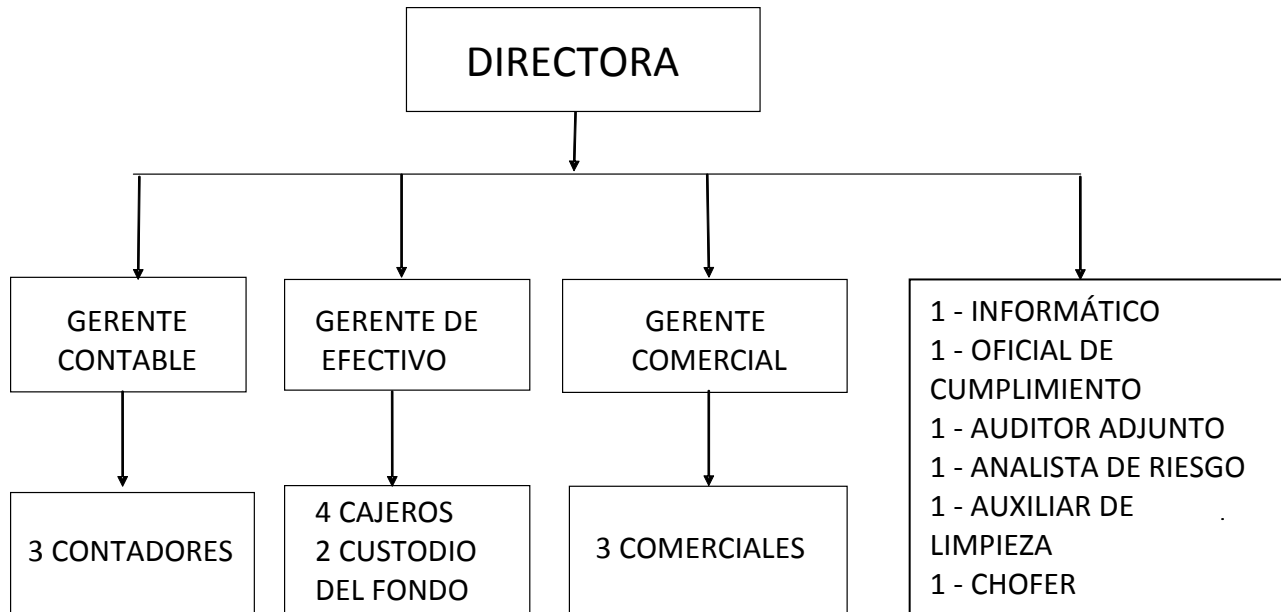 DIRECTORA
GERENTE
CONTABLE
GERENTE DE
EFECTIVO
GERENTE
COMERCIAL
1 - INFORMÁTICO
1 - OFICIAL DE
CUMPLIMIENTO
1 - AUDITOR ADJUNTO
1 - ANALISTA DE RIESGO
1 - AUXILIAR DE
LIMPIEZA
1 - CHOFER
3 CONTADORES
4 CAJEROS
2 CUSTODIO
DEL FONDO
3 COMERCIALES